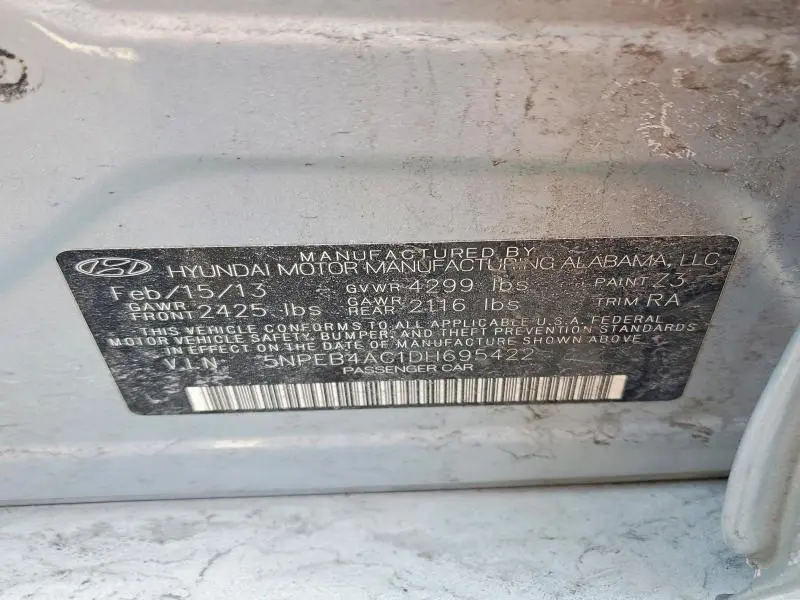 MANUFACTURED BY
HYUNDAI MOTOR MANUFACTURING ALABAMA, LLC
Feb/15/13 GVWR 4299 lbs PAINT Z3
GAWR FRONT 2425 lbs GAWR REAR 2116 lbs TRIM RA
THIS VEHICLE CONFORMS TO ALL APPLICABLE U.S.A. FEDERAL
MOTOR VEHICLE SAFETY, BUMPER, AND THEFT PREVENTION STANDARDS
IN EFFECT ON THE DATE OF MANUFACTURE SHOWN ABOVE.
V.I.N. 5NPEB4AC1DH695422
PASSENGER CAR